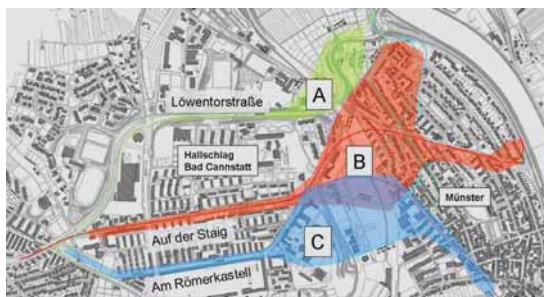 Löwentorstraße
A
Hallschlag
Bad Cannstatt
B
Münster
Auf der Staig
C
Am Römerkastell